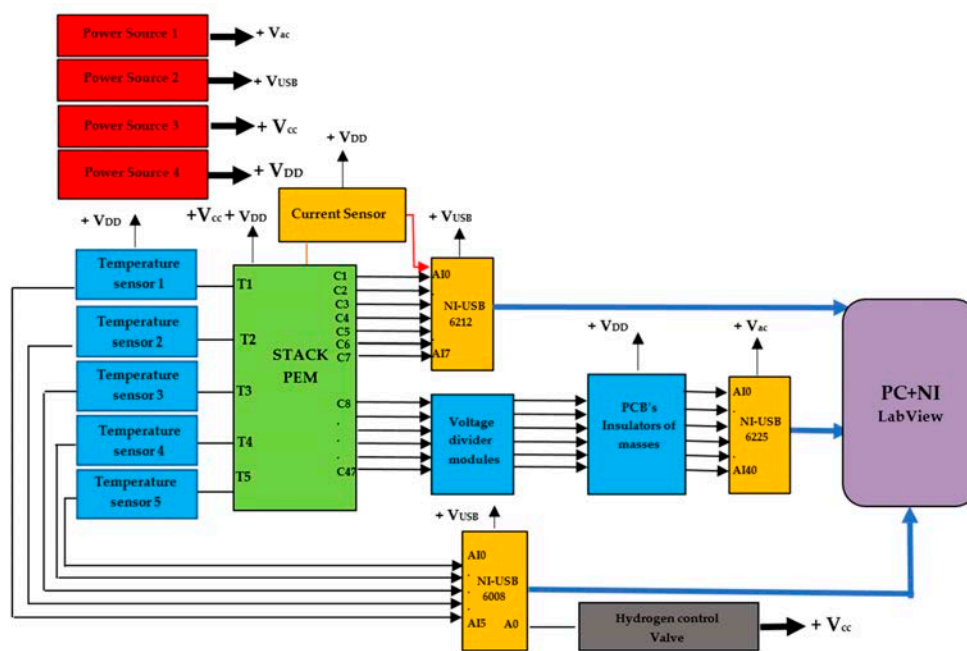 Power Source 1
+ Vac
Power Source 2
+ VUSB
Power Source 3
+ Vcc
Power Source 4
+ VDD
+ VDD
+ VDD
+Vcc + VDD
Current Sensor
+ VUSB
Temperature
sensor 1
T1
C1
C2
C3
C4
C5
C6
C7
AI0
.
NI-USB
6212
.
AI7
Temperature
sensor 2
T2
STACK
PEM
+ VDD
+ Vac
Temperature
sensor 3
T3
PC+NI
LabView
Temperature
sensor 4
T4
C8
.
.
.
C47
Voltage
divider
modules
PCB's
Insulators of
masses
AI0
.
NI-USB
6225
.
AI40
Temperature
sensor 5
T5
+ VUSB
AI0
.
.
NI-USB
6008
.
AI5
A0
Hydrogen control
Valve
+ Vcc